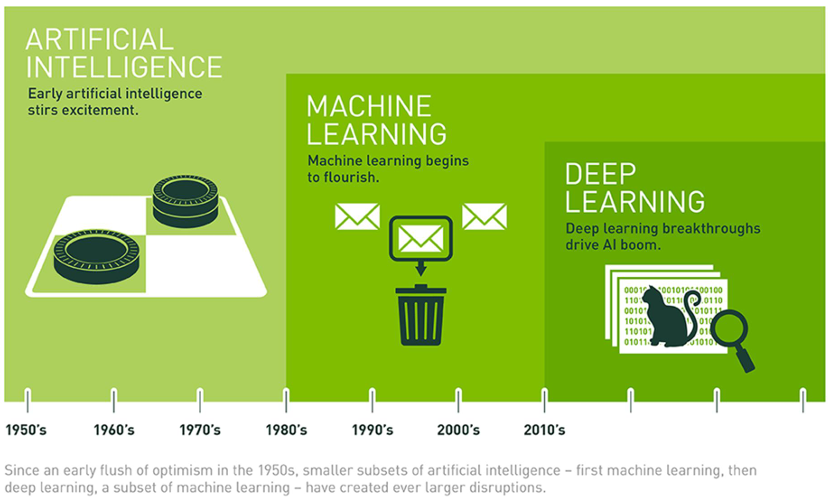 ARTIFICIAL
INTELLIGENCE
Early artificial intelligence
stirs excitement.
MACHINE
LEARNING
Machine learning begins
to flourish.
DEEP
LEARNING
Deep learning breakthroughs
drive AI boom.
1950's 1960's 1970's 1980's 1990's 2000's 2010's
Since an early flush of optimism in the 1950s, smaller subsets of artificial intelligence – first machine learning, then
deep learning, a subset of machine learning – have created ever larger disruptions.